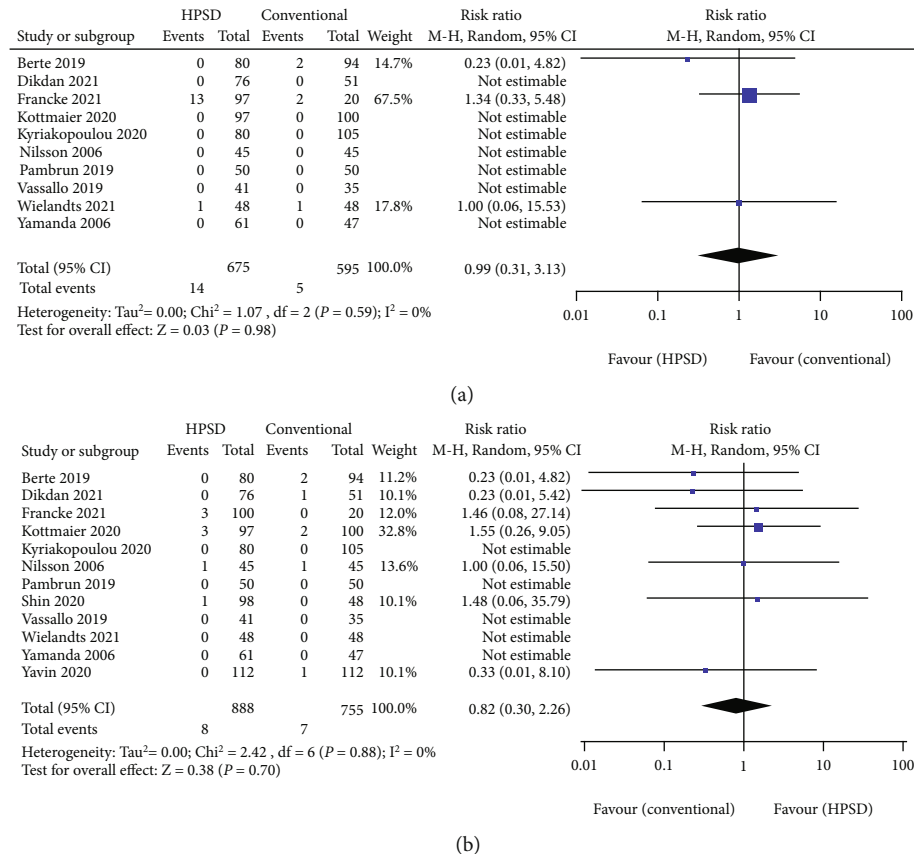 HPSD Conventional Risk ratio Risk ratio
Study or subgroup Events Total Events Total Weight M-H, Random, 95% CI M-H, Random, 95% CI
Berte 2019 0 80 2 94 14.7% 0.23 (0.01, 4.82)
Dikdan 2021 0 76 0 51 Not estimable
Francke 2021 13 97 2 20 67.5% 1.34 (0.33, 5.48)
Kottmaier 2020 0 97 0 100 Not estimable
Kyriakopoulou 2020 0 80 0 105 Not estimable
Nilsson 2006 0 45 0 45 Not estimable
Pambrun 2019 0 50 0 50 Not estimable
Vassallo 2019 0 41 0 35 Not estimable
Wielandts 2021 1 48 1 48 17.8% 1.00 (0.06, 15.53)
Yamanda 2006 0 61 0 47 Not estimable
Total (95% CI) 675 595 100.0% 0.99 (0.31, 3.13)
Total events 14 5
Heterogeneity: Tau²= 0.00; Chi² = 1.07 , df = 2 (P = 0.59); I² = 0%
Test for overall effect: Z = 0.03 (P = 0.98)
0.01 0.1 1 10 100
Favour (HPSD) Favour (conventional)
(a)
HPSD Conventional Risk ratio Risk ratio
Study or subgroup Events Total Events Total Weight M-H, Random, 95% CI M-H, Random, 95% CI
Berte 2019 0 80 2 94 11.2% 0.23 (0.01, 4.82)
Dikdan 2021 0 76 1 51 10.1% 0.23 (0.01, 5.42)
Francke 2021 3 100 0 20 12.0% 1.46 (0.08, 27.14)
Kottmaier 2020 3 97 2 100 32.8% 1.55 (0.26, 9.05)
Kyriakopoulou 2020 0 80 0 105 Not estimable
Nilsson 2006 1 45 1 45 13.6% 1.00 (0.06, 15.50)
Pambrun 2019 0 50 0 50 Not estimable
Shin 2020 1 98 0 48 10.1% 1.48 (0.06, 35.79)
Vassallo 2019 0 41 0 35 Not estimable
Wielandts 2021 0 48 0 48 Not estimable
Yamanda 2006 0 61 0 47 Not estimable
Yavin 2020 0 112 1 112 10.1% 0.33 (0.01, 8.10)
Total (95% CI) 888 755 100.0% 0.82 (0.30, 2.26)
Total events 8 7
Heterogeneity: Tau²= 0.00; Chi² = 2.42 , df = 6 (P = 0.88); I² = 0%
Test for overall effect: Z = 0.38 (P = 0.70)
0.01 0.1 1 10 100
Favour (conventional) Favour (HPSD)
(b)